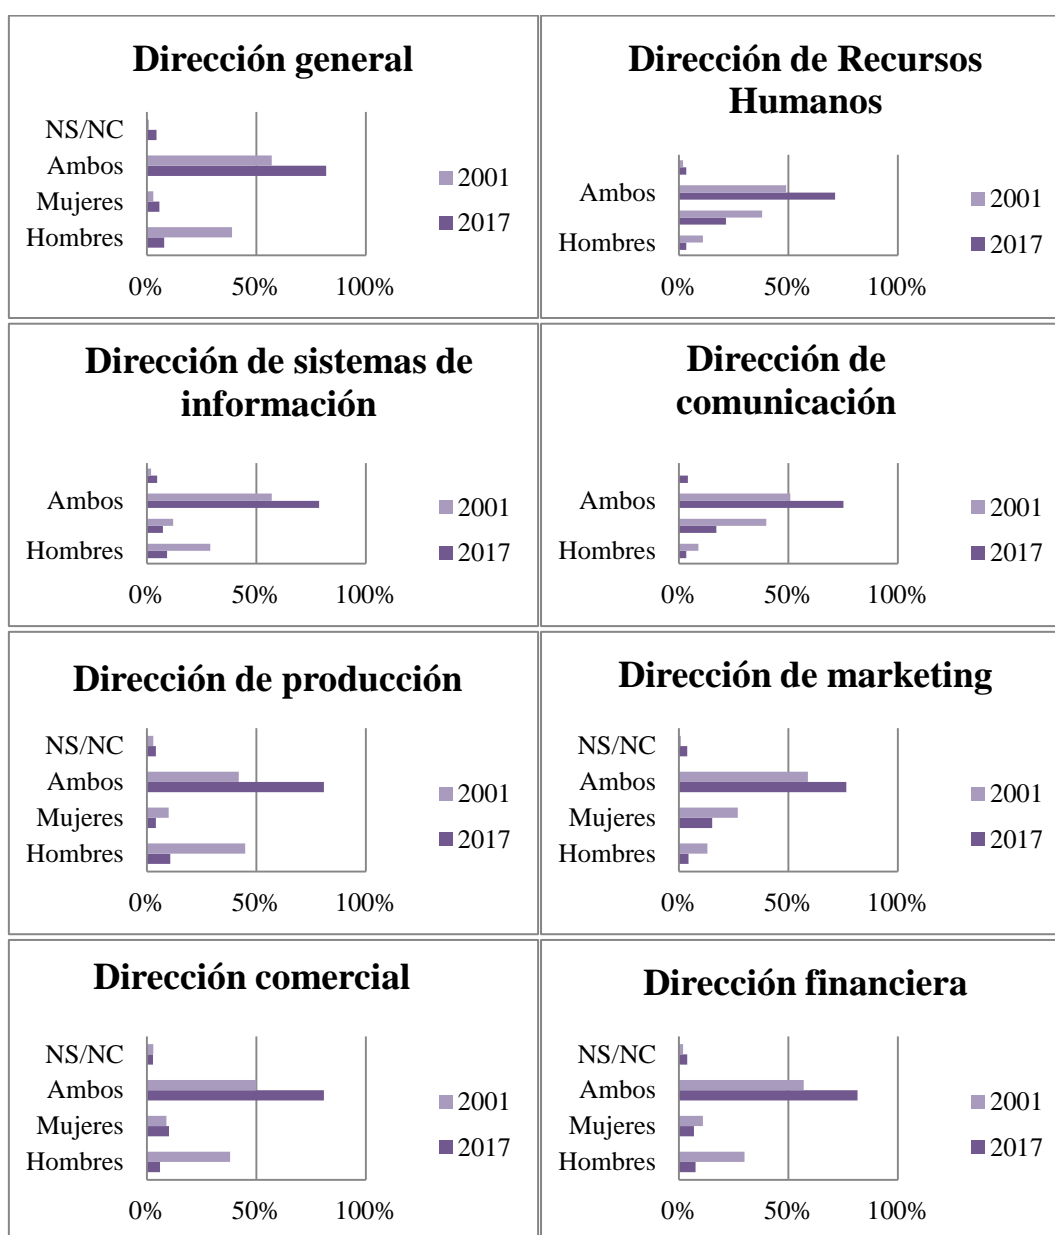 Dirección general
NS/NC
Ambos
Mujeres
Hombres
0% 50% 100%
2001
2017
Dirección de Recursos
Humanos
Ambos
Hombres
0% 50% 100%
2001
2017
Dirección de sistemas de
información
Ambos
Hombres
0% 50% 100%
2001
2017
Dirección de
comunicación
Ambos
Hombres
0% 50% 100%
2001
2017
Dirección de producción
NS/NC
Ambos
Mujeres
Hombres
0% 50% 100%
2001
2017
Dirección de marketing
NS/NC
Ambos
Mujeres
Hombres
0% 50% 100%
2001
2017
Dirección comercial
NS/NC
Ambos
Mujeres
Hombres
0% 50% 100%
2001
2017
Dirección financiera
NS/NC
Ambos
Mujeres
Hombres
0% 50% 100%
2001
2017